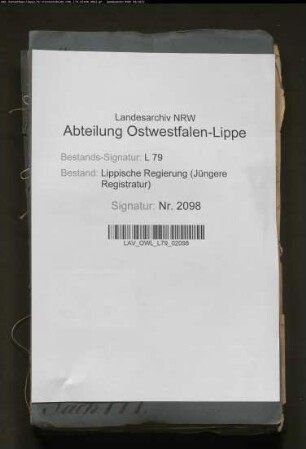 Landesarchiv NRW
Abteilung Ostwestfalen-Lippe
Bestands-Signatur: L 79
Bestand: Lippische Regierung (Jüngere
Registratur)
Signatur: Nr. 2098
LAV_OWL_L79_02098